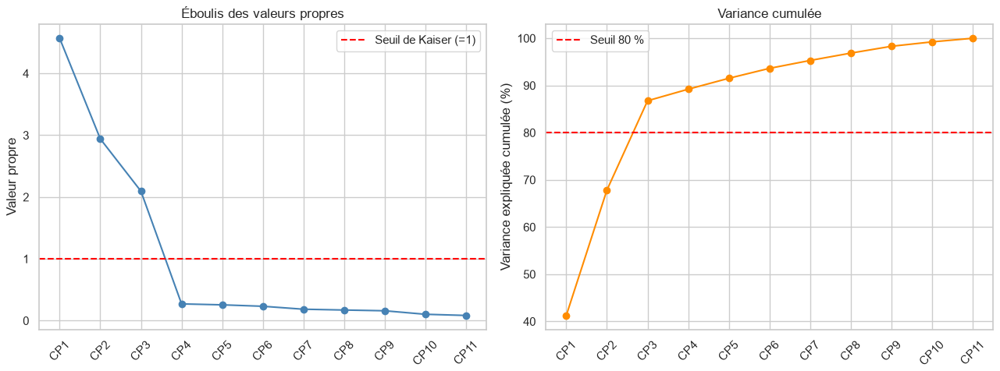 Éboulis des valeurs propres
Valeur propre
4
3
2
1
0
Seuil de Kaiser (=1)
CP1 CP2 CP3 CP4 CP5 CP6 CP7 CP8 CP9 CP10 CP11
Variance cumulée
Variance expliquée cumulée (%)
100
90
80
70
60
50
40
Seuil 80 %
CP1 CP2 CP3 CP4 CP5 CP6 CP7 CP8 CP9 CP10 CP11